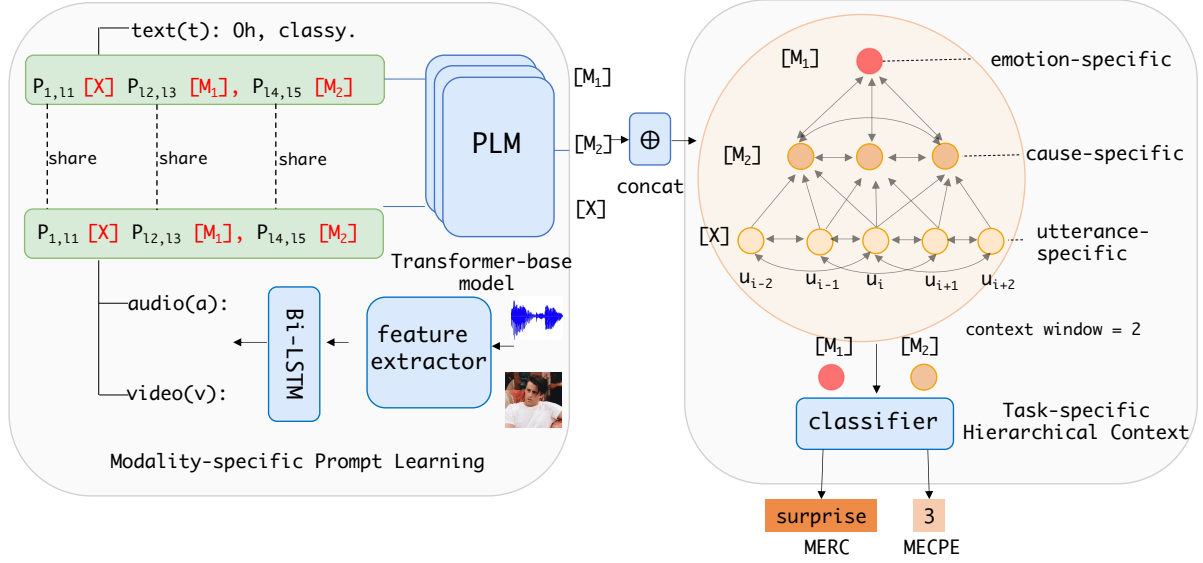 text(t): Oh, classy.
P1,l1 [X] Pl2,l3 [M1], Pl4,l5 [M2]
share
share
share
P1,l1 [X] Pl2,l3 [M1], Pl4,l5 [M2]
PLM
[M1]
[M2]
[X]
⊕
concat
audio(a):
video(v):
Bi-LSTM
Transformer-base
model
feature
extractor
Modality-specific Prompt Learning
[M1]
emotion-specific
[M2]
cause-specific
[X]
utterance-
specific
ui-2 ui-1 ui ui+1 ui+2
context window = 2
[M1] [M2]
classifier
Task-specific
Hierarchical Context
surprise 3
MERC MECPE